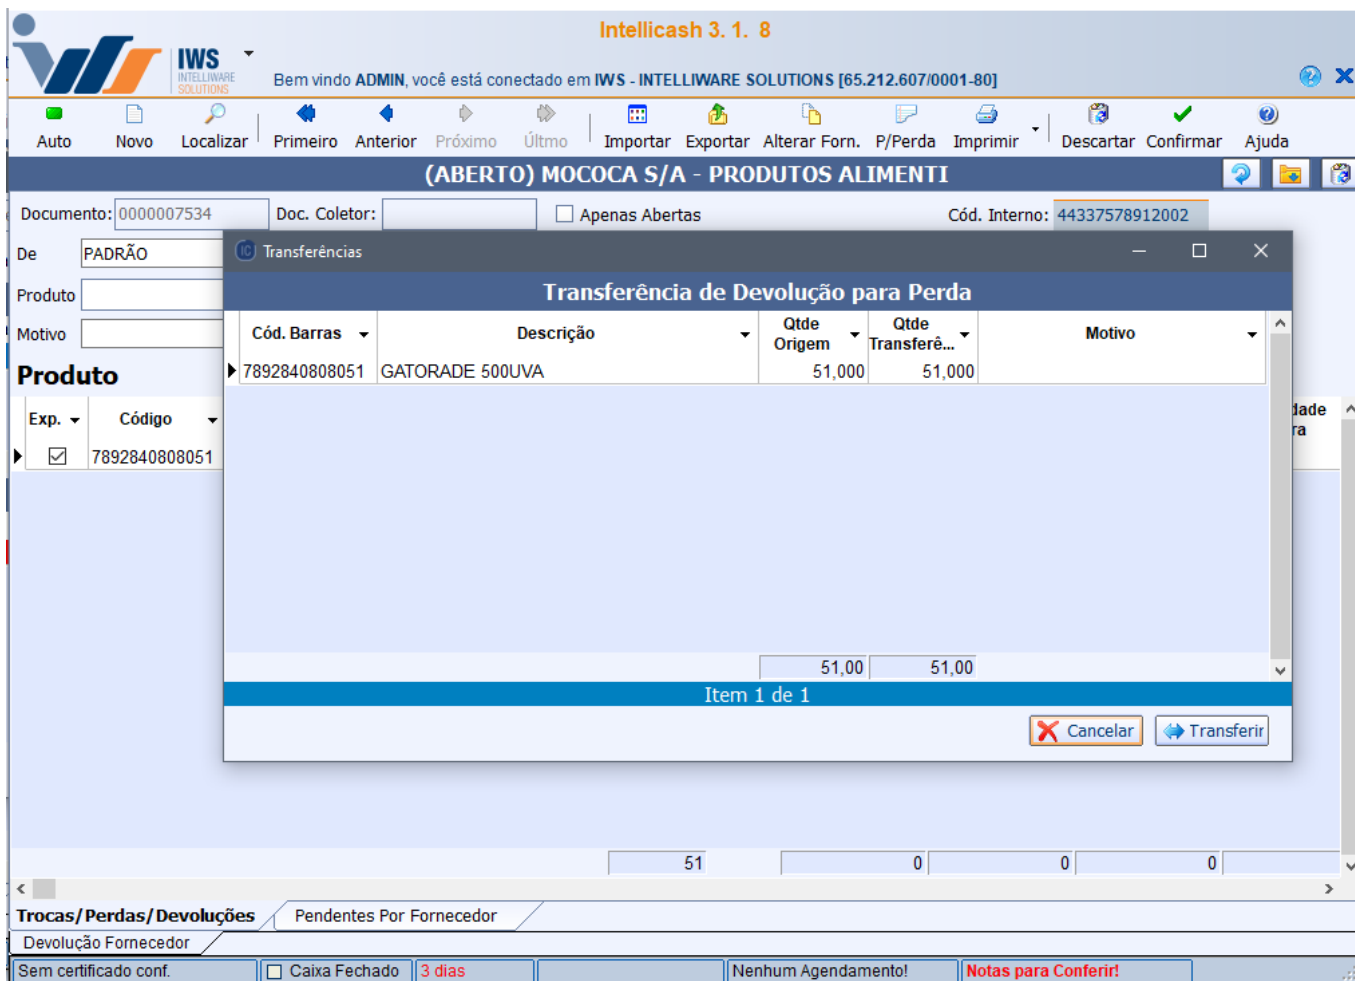 Intellicash 3. 1.  8
IWS
INTELLIWARE
SOLUTIONS
Bem vindo ADMIN, você está conectado em IWS - INTELLIWARE SOLUTIONS [65.212.607/0001-80]
Auto Novo Localizar Primeiro Anterior Próximo Últmo Importar Exportar Alterar Forn. P/Perda Imprimir Descartar Confirmar Ajuda
(ABERTO) MOCOCA S/A - PRODUTOS ALIMENTI
Documento: 0000007534 Doc. Coletor: Apenas Abertas Cód. Interno: 44337578912002
De PADRÃO
Transferências
Produto
Transferência de Devolução para Perda
Motivo
Cód. Barras Descrição Qtde Origem Qtde Transferê... Motivo
7892840808051 GATORADE 500UVA 51,000 51,000
Produto
Exp. Código
7892840808051
51,00 51,00
Item 1 de 1
Cancelar Transferir
51 0 0 0
Trocas/Perdas/Devoluções Pendentes Por Fornecedor
Devolução Fornecedor
Sem certificado conf. Caixa Fechado 3 dias Nenhum Agendamento! Notas para Conferir!